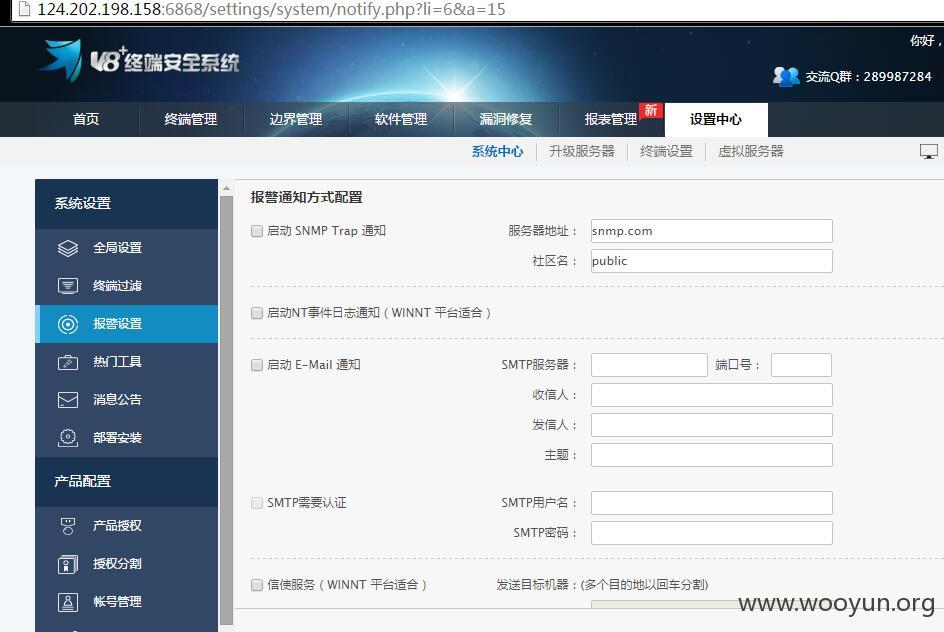 124.202.198.158:6868/settings/system/notify.php?li=6&a=15
V8+终端安全系统
你好，
交流Q群：289987284
首页 终端管理 边界管理 软件管理 漏洞修复 报表管理 新 设置中心
系统中心 升级服务器 终端设置 虚拟服务器
系统设置
全局设置
终端过滤
报警设置
热门工具
消息公告
部署安装
产品配置
产品授权
授权分割
帐号管理
报警通知方式配置
启动 SNMP Trap 通知 服务器地址： snmp.com
社区名： public
启动NT事件日志通知（WINNT 平台适合）
启动 E-Mail 通知 SMTP服务器： 端口号：
收信人：
发信人：
主题：
SMTP需要认证 SMTP用户名：
SMTP密码：
信使服务（WINNT 平台适合） 发送目标机器：(多个目的地以回车分割)
www.wooyun.org